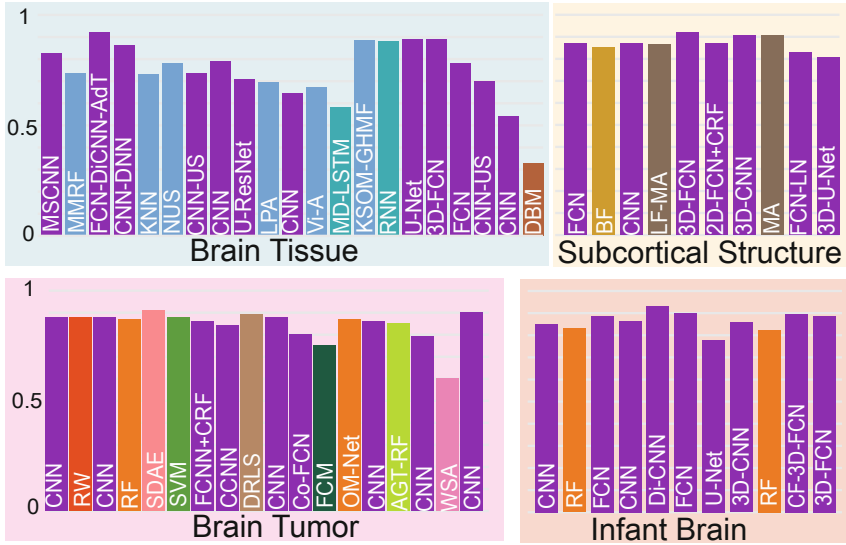 1
0.5
0
MSCNN
MMRF
FCN-DiCNN-AdT
CNN-DNN
KNN
NUS
CNN-US
CNN
U-ResNet
LPA
CNN
Vi-A
MD-LSTM
KSOM-GHMF
RNN
U-Net
3D-FCN
FCN
CNN-US
CNN
DBM
Brain Tissue
FCN
BF
CNN
LF-MA
3D-FCN
2D-FCN+CRF
3D-CNN
MA
FCN-LN
3D-U-Net
Subcortical Structure
1
0.5
0
CNN
RW
CNN
RF
SDAE
SVM
FCNN+CRF
CCNN
DRLS
CNN
Co-FCN
FCM
OM-Net
CNN
AGT-RF
CNN
WSA
CNN
Brain Tumor
CNN
RF
FCN
CNN
Di-CNN
FCN
U-Net
3D-CNN
RF
CF-3D-FCN
3D-FCN
Infant Brain